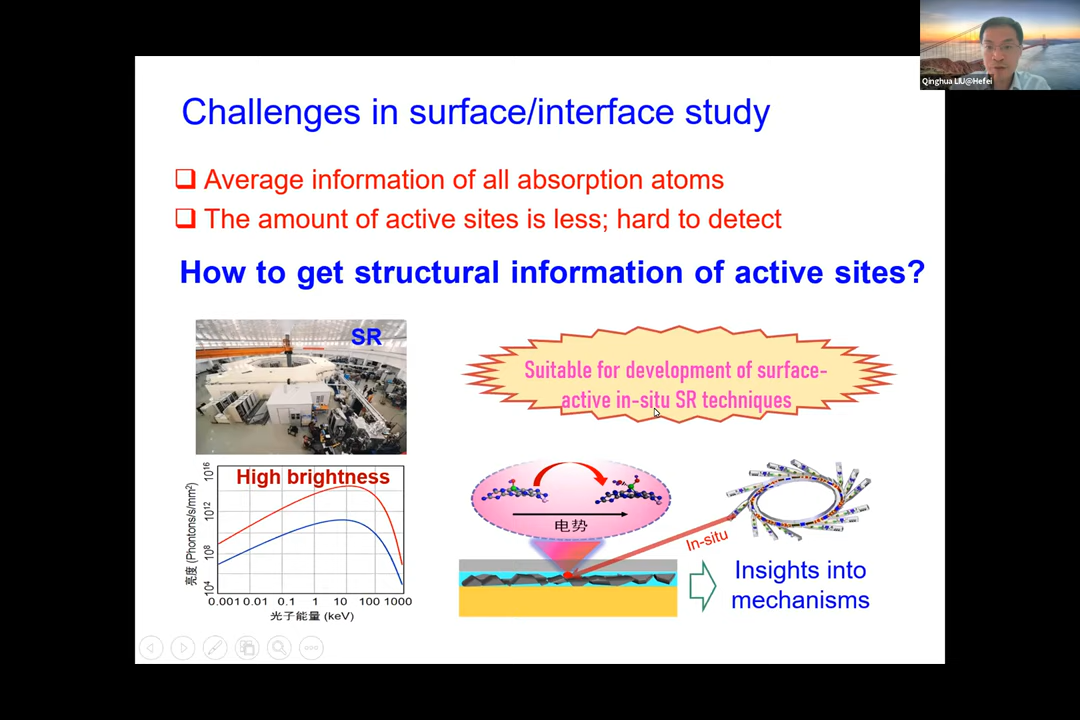 Qinghua LIU@Hefei
Challenges in surface/interface study
Average information of all absorption atoms
The amount of active sites is less; hard to detect
How to get structural information of active sites?
SR
Suitable for development of surface-
active in-situ SR techniques
High brightness
亮度 (Phontons/s/mm²)
10¹⁶
10¹²
10⁸
10⁴
0.001 0.01 0.1 1 10 100 1000
光子能量 (keV)
电势
In-situ
Insights into
mechanisms